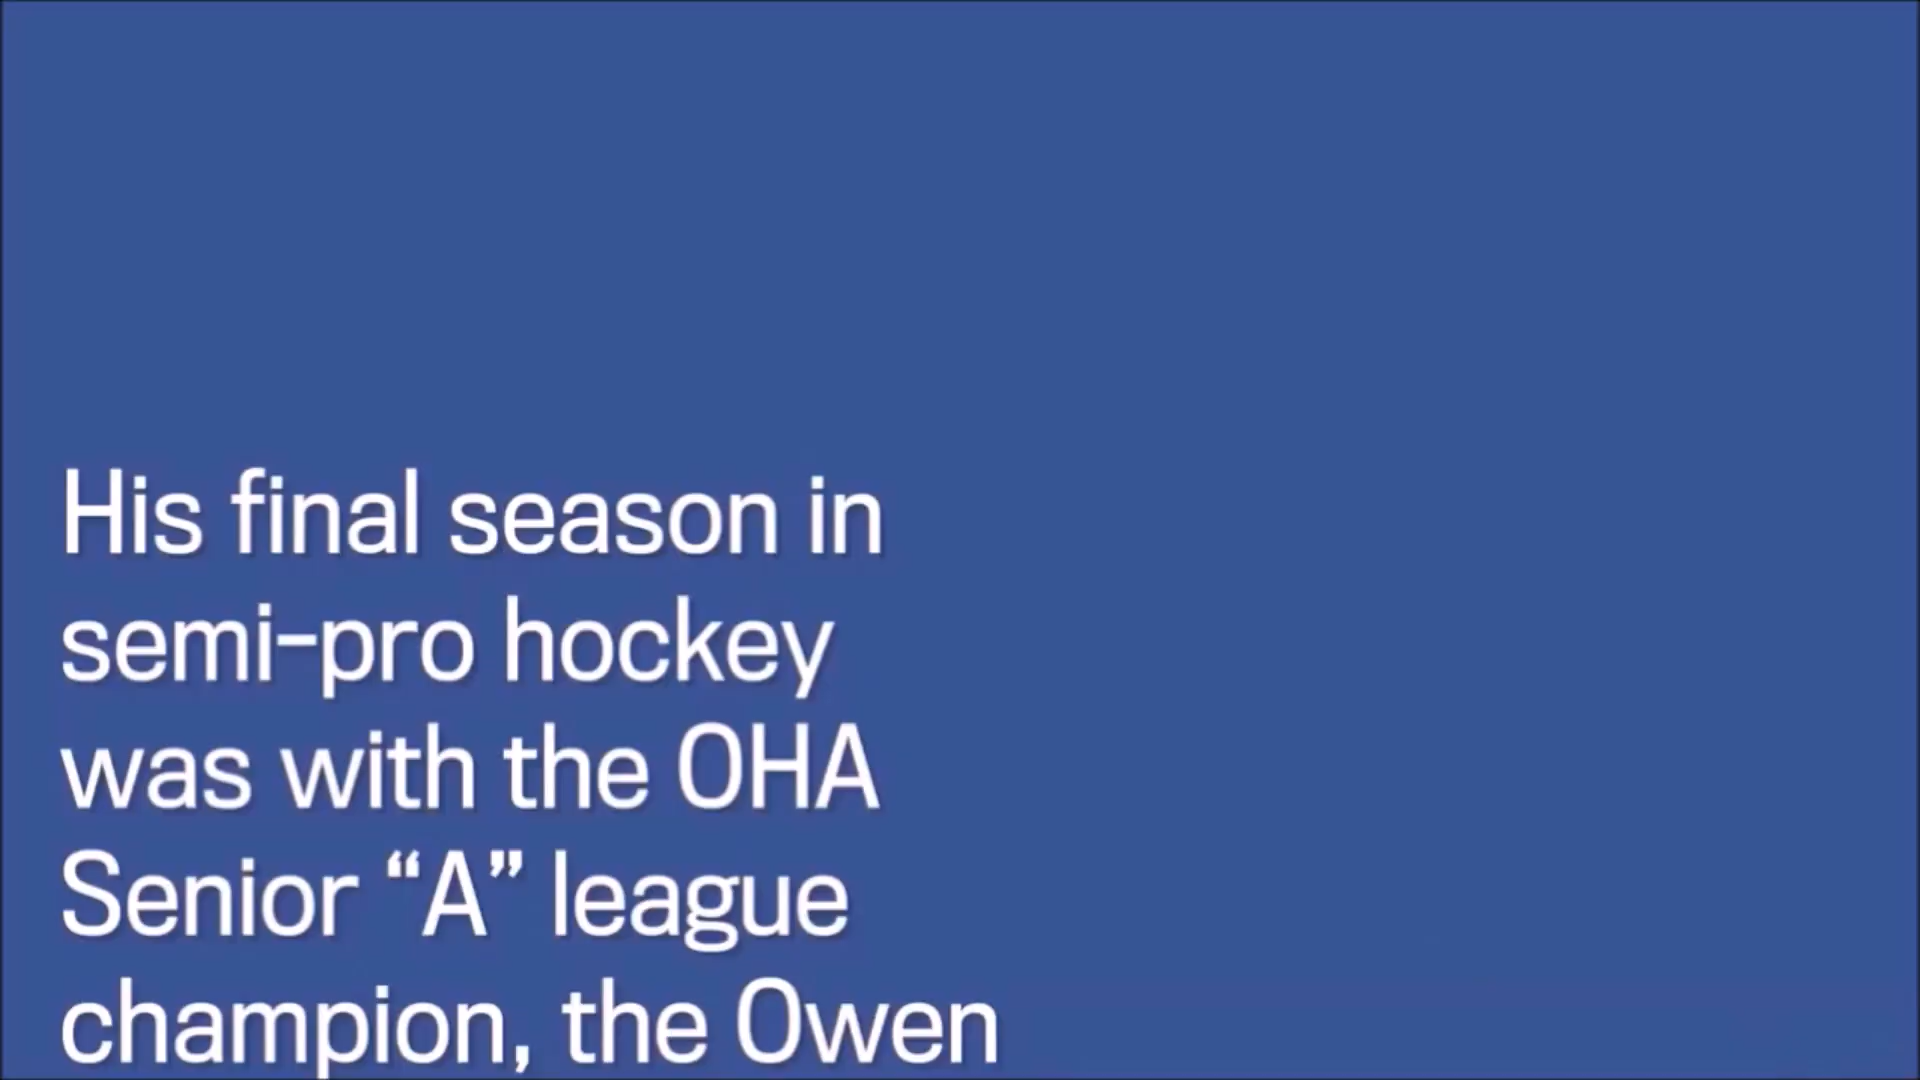 His final season in
semi-pro hockey
was with the OHA
Senior “A” league
champion, the Owen